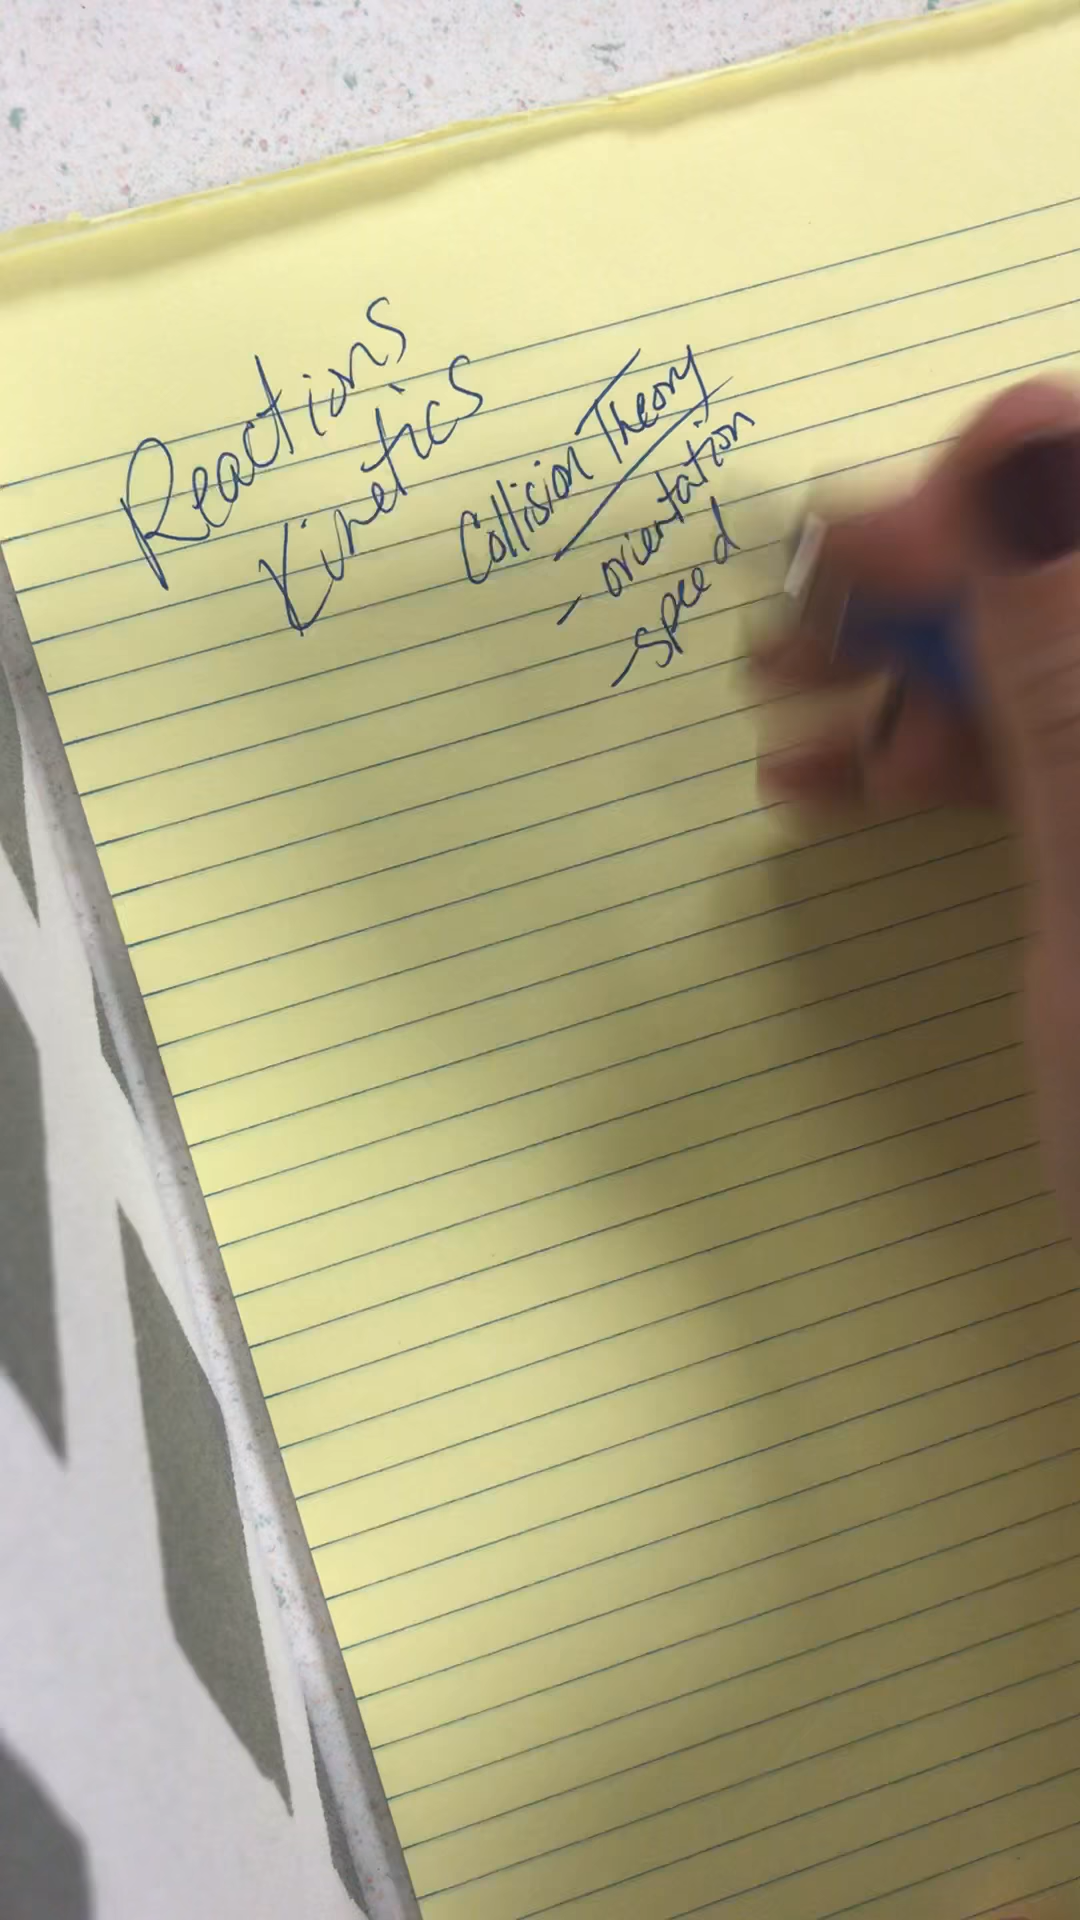 Reactions
Kinetics
Collision Theory
- orientation
- speed